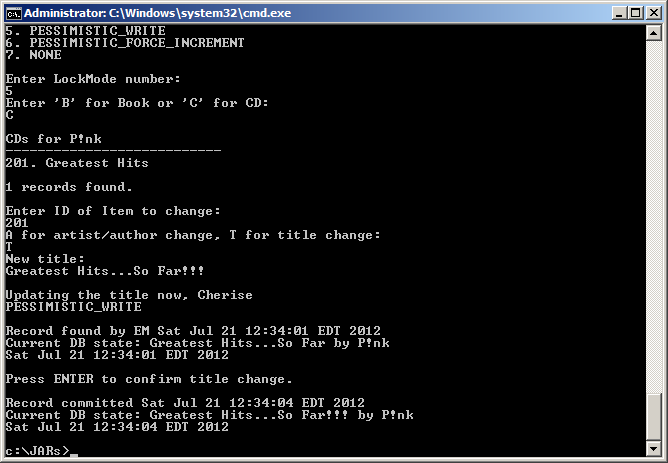 Administrator: C:\Windows\system32\cmd.exe
5. PESSIMISTIC_WRITE
6. PESSIMISTIC_FORCE_INCREMENT
7. NONE
Enter LockMode number:
5
Enter 'B' for Book or 'C' for CD:
C
CDs for P!nk
---------------------------
201. Greatest Hits
1 records found.
Enter ID of Item to change:
201
A for artist/author change, T for title change:
T
New title:
Greatest Hits...So Far!!!
Updating the title now, Cherise
PESSIMISTIC_WRITE
Record found by EM Sat Jul 21 12:34:01 EDT 2012
Current DB state: Greatest Hits...So Far by P!nk
Sat Jul 21 12:34:01 EDT 2012
Press ENTER to confirm title change.
Record committed Sat Jul 21 12:34:04 EDT 2012
Current DB state: Greatest Hits...So Far!!! by P!nk
Sat Jul 21 12:34:04 EDT 2012
c:\JARs>_